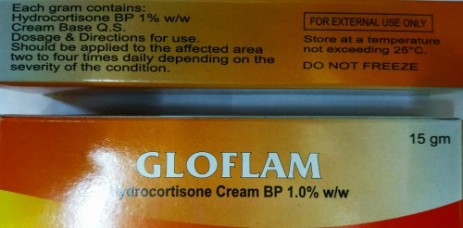 Each gram contains:
Hydrocortisone BP 1% w/w
Cream Base Q.S.
Dosage & Directions for use.
Should be applied to the affected area
two to four times daily depending on the
severity of the condition.
FOR EXTERNAL USE ONLY
Store at a temperature
not exceeding 25°C.
DO NOT FREEZE
15 gm
GLOFLAM
Hydrocortisone Cream BP 1.0% w/w